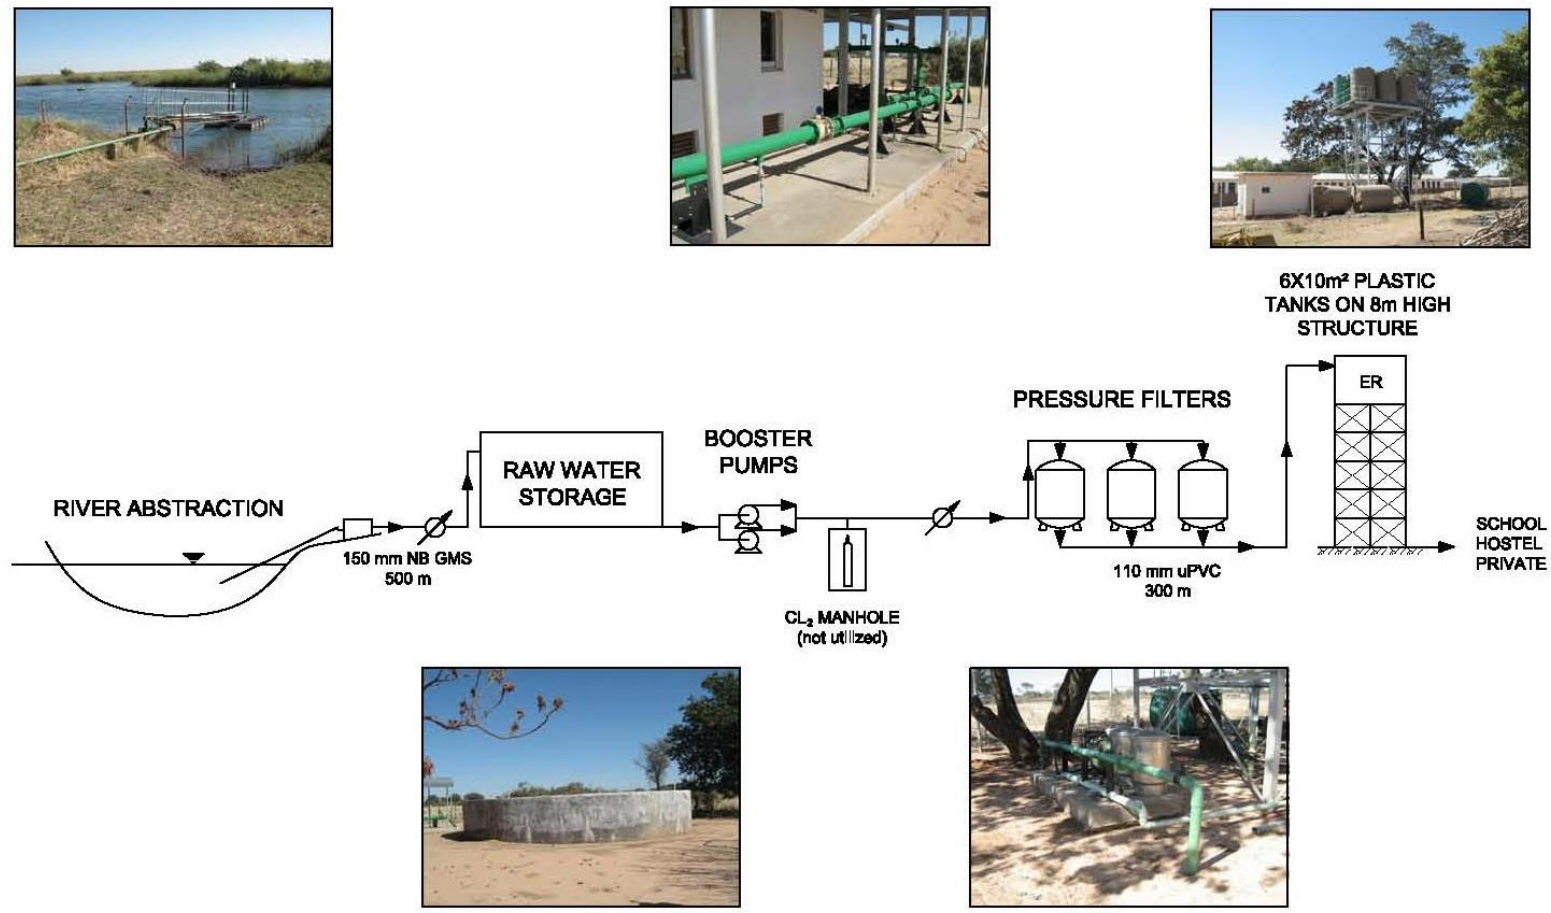 6X10m² PLASTIC
TANKS ON 8m HIGH
STRUCTURE
ER
PRESSURE FILTERS
BOOSTER
PUMPS
RAW WATER
STORAGE
RIVER ABSTRACTION
150 mm NB GMS
500 m
CL₂ MANHOLE
(not utilized)
110 mm uPVC
300 m
SCHOOL
HOSTEL
PRIVATE